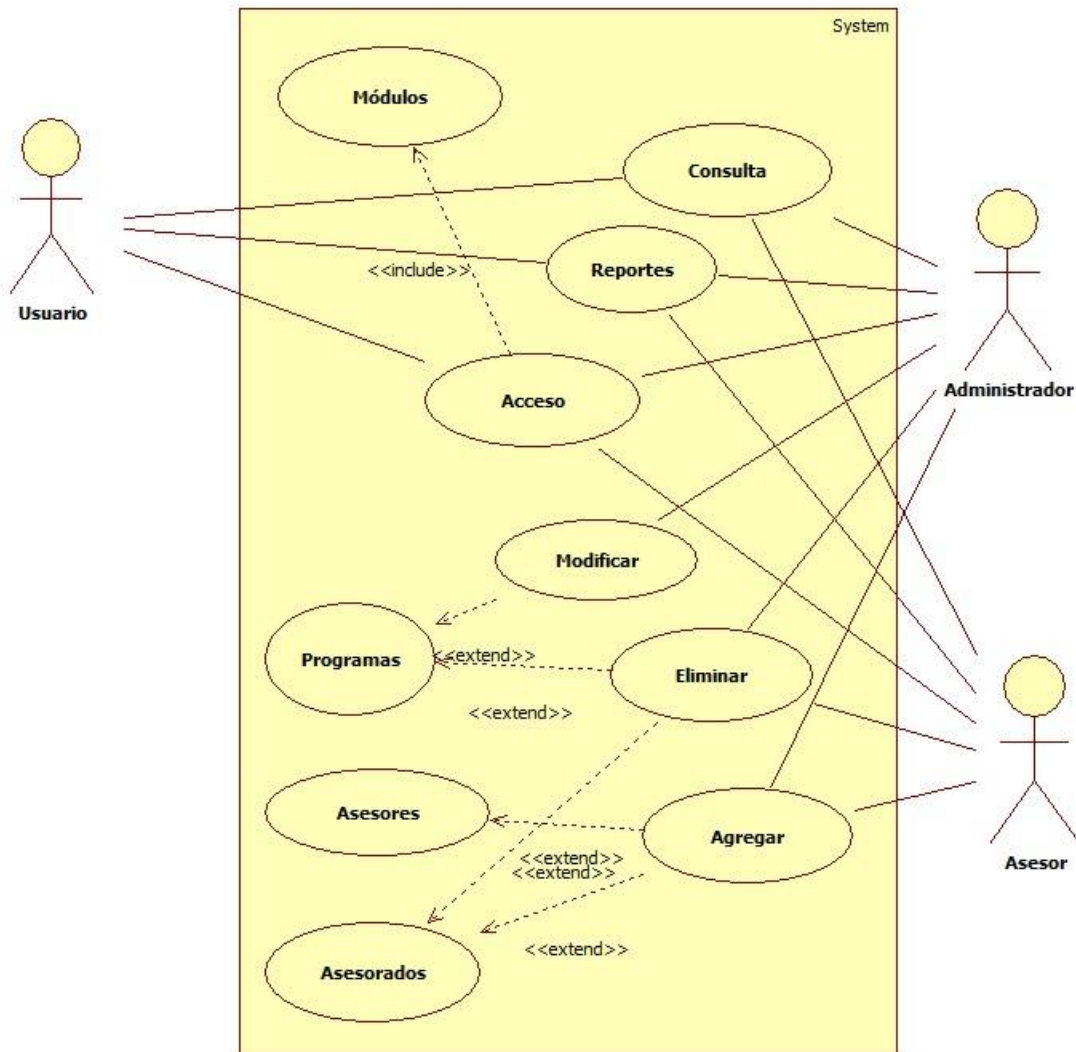 System
Módulos
Consulta
Reportes
<<include>>
Usuario
Administrador
Acceso
Modificar
Programas
<<extend>>
Eliminar
<<extend>>
Asesores
Agregar
<<extend>>
<<extend>>
Asesor
<<extend>>
Asesorados